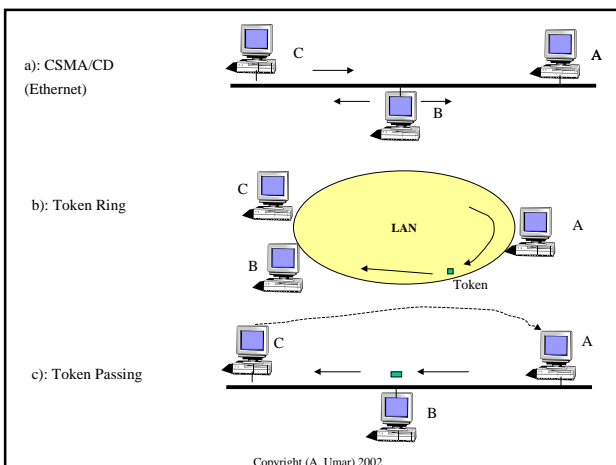 a): CSMA/CD
(Ethernet)
C
A
B
b): Token Ring
C
LAN
A
B
Token
C
A
c): Token Passing
B
Copyright (A. Umar) 2002